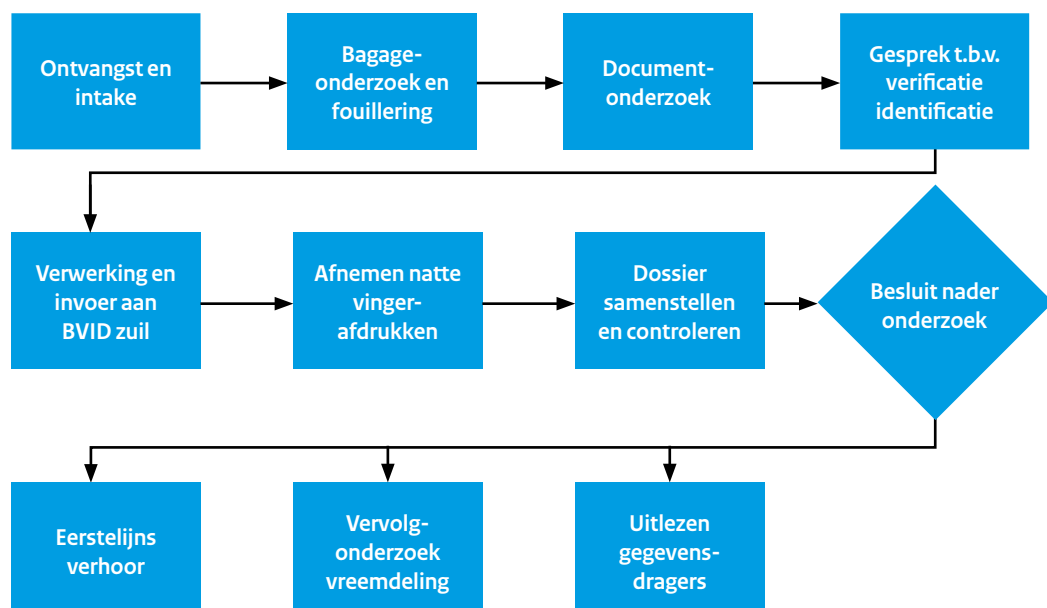 Ontvangst en
intake
Bagage-
onderzoek en
fouillering
Document-
onderzoek
Gesprek t.b.v.
verificatie
identificatie
Verwerking en
invoer aan
BVID zuil
Afnemen natte
vinger-
afdrukken
Dossier
samenstellen
en controleren
Besluit nader
onderzoek
Eerstelijns
verhoor
Vervolg-
onderzoek
vreemdeling
Uitlezen
gegevens-
dragers